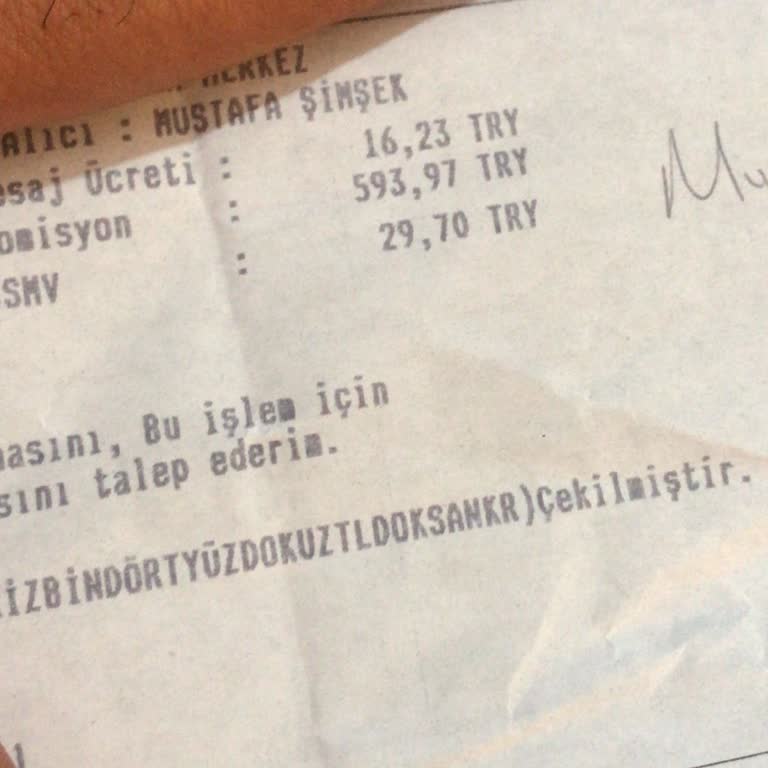 MERKEZ
Alıcı : MUSTAFA ŞİMŞEK
esaj Ücreti : 16,23 TRY
omisyon : 593,97 TRY
SMV : 29,70 TRY
Mu
masını, Bu işlem için
sını talep ederim.
İZBİNDÖRTYÜZDOKUZTLDOKSANKR)Çekilmiştir.